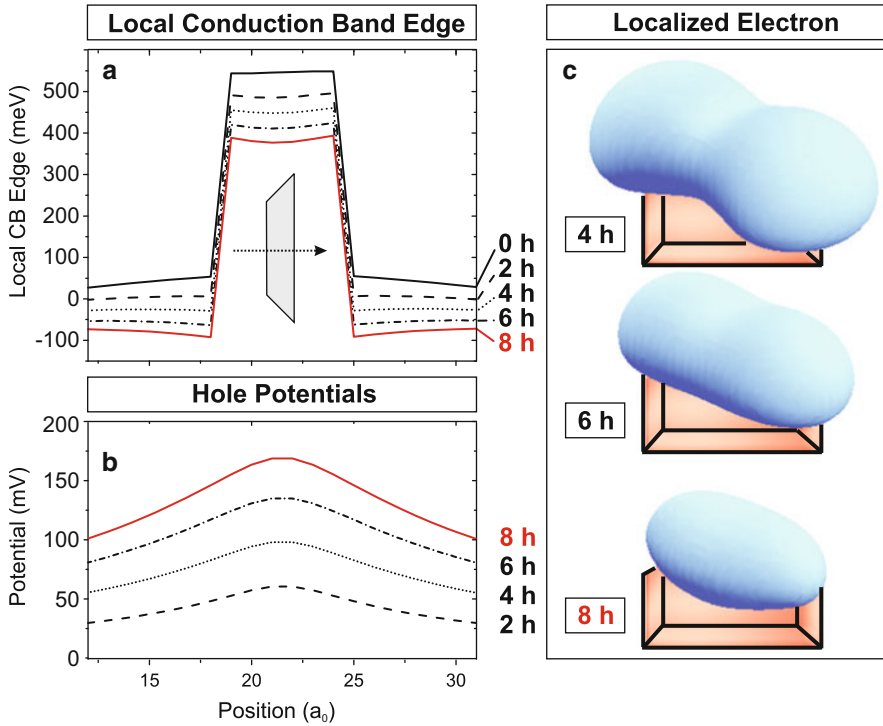 Local Conduction Band Edge
Localized Electron
a
Local CB Edge (meV)
500
400
300
200
100
0
-100
0 h
2 h
4 h
6 h
8 h
Hole Potentials
b
Potential (mV)
200
150
100
50
0
8 h
6 h
4 h
2 h
15
20
25
30
Position (a₀)
c
4 h
6 h
8 h